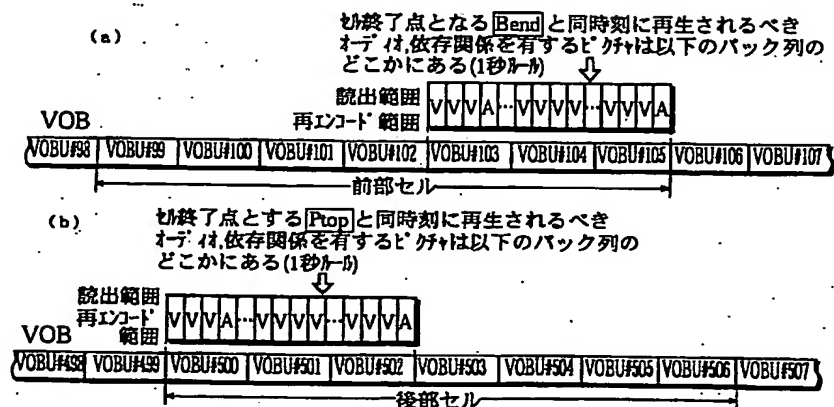 (a)
セル終了点となる Bend と同時刻に再生されるべき
オーディオ,依存関係を有するピクチャは以下のパック列の
どこかにある(1秒ルール)
読出範囲
再エンコード範囲
V V V A … V V V V … V V V A
VOB
VOBU#98 VOBU#99 VOBU#100 VOBU#101 VOBU#102 VOBU#103 VOBU#104 VOBU#105 VOBU#106 VOBU#107
前部セル
(b)
セル終了点とする Ptop と同時刻に再生されるべき
オーディオ,依存関係を有するピクチャは以下のパック列の
どこかにある(1秒ルール)
読出範囲
再エンコード
範囲
V V V A … V V V V … V V V A
VOB
VOBU#498 VOBU#499 VOBU#500 VOBU#501 VOBU#502 VOBU#503 VOBU#504 VOBU#505 VOBU#506 VOBU#507
後部セル